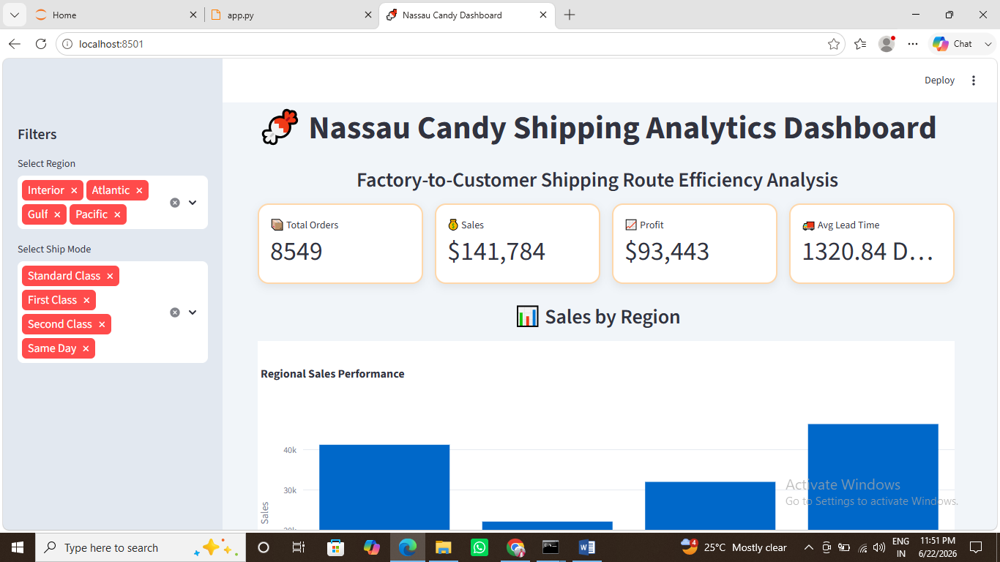 Home
app.py
Nassau Candy Dashboard
localhost:8501
Chat
Deploy
Filters
Select Region
Interior
Atlantic
Gulf
Pacific
Select Ship Mode
Standard Class
First Class
Second Class
Same Day
Nassau Candy Shipping Analytics Dashboard
Factory-to-Customer Shipping Route Efficiency Analysis
Total Orders
8549
Sales
$141,784
Profit
$93,443
Avg Lead Time
1320.84 D...
Sales by Region
Regional Sales Performance
40k
30k
20k
Sales
Activate Windows
Go to Settings to activate Windows.
Type here to search
4
25°C Mostly clear
ENG
IN
11:51 PM
6/22/2026